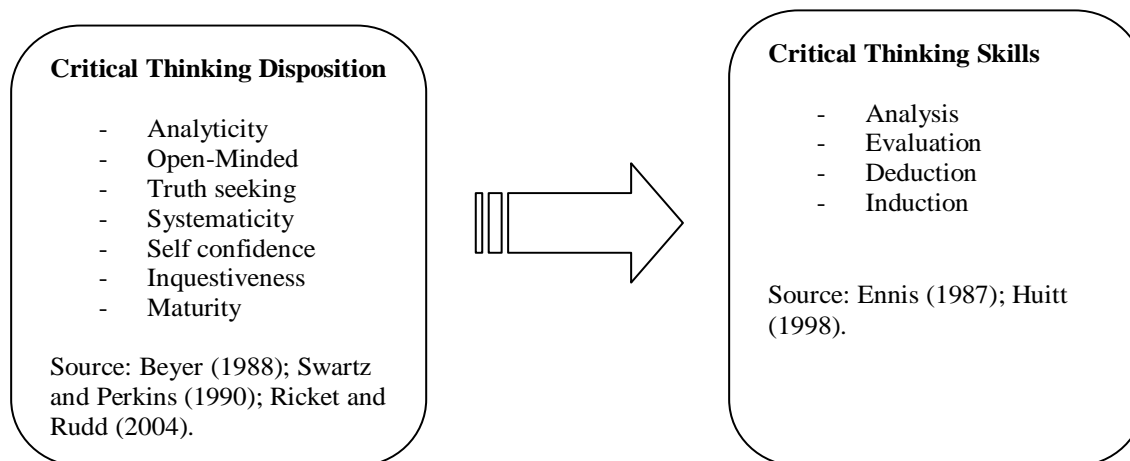 Critical Thinking Disposition
- Analyticity
- Open-Minded
- Truth seeking
- Systematicity
- Self confidence
- Inquestiveness
- Maturity
Source: Beyer (1988); Swartz
and Perkins (1990); Ricket and
Rudd (2004).
Critical Thinking Skills
- Analysis
- Evaluation
- Deduction
- Induction
Source: Ennis (1987); Huitt
(1998).